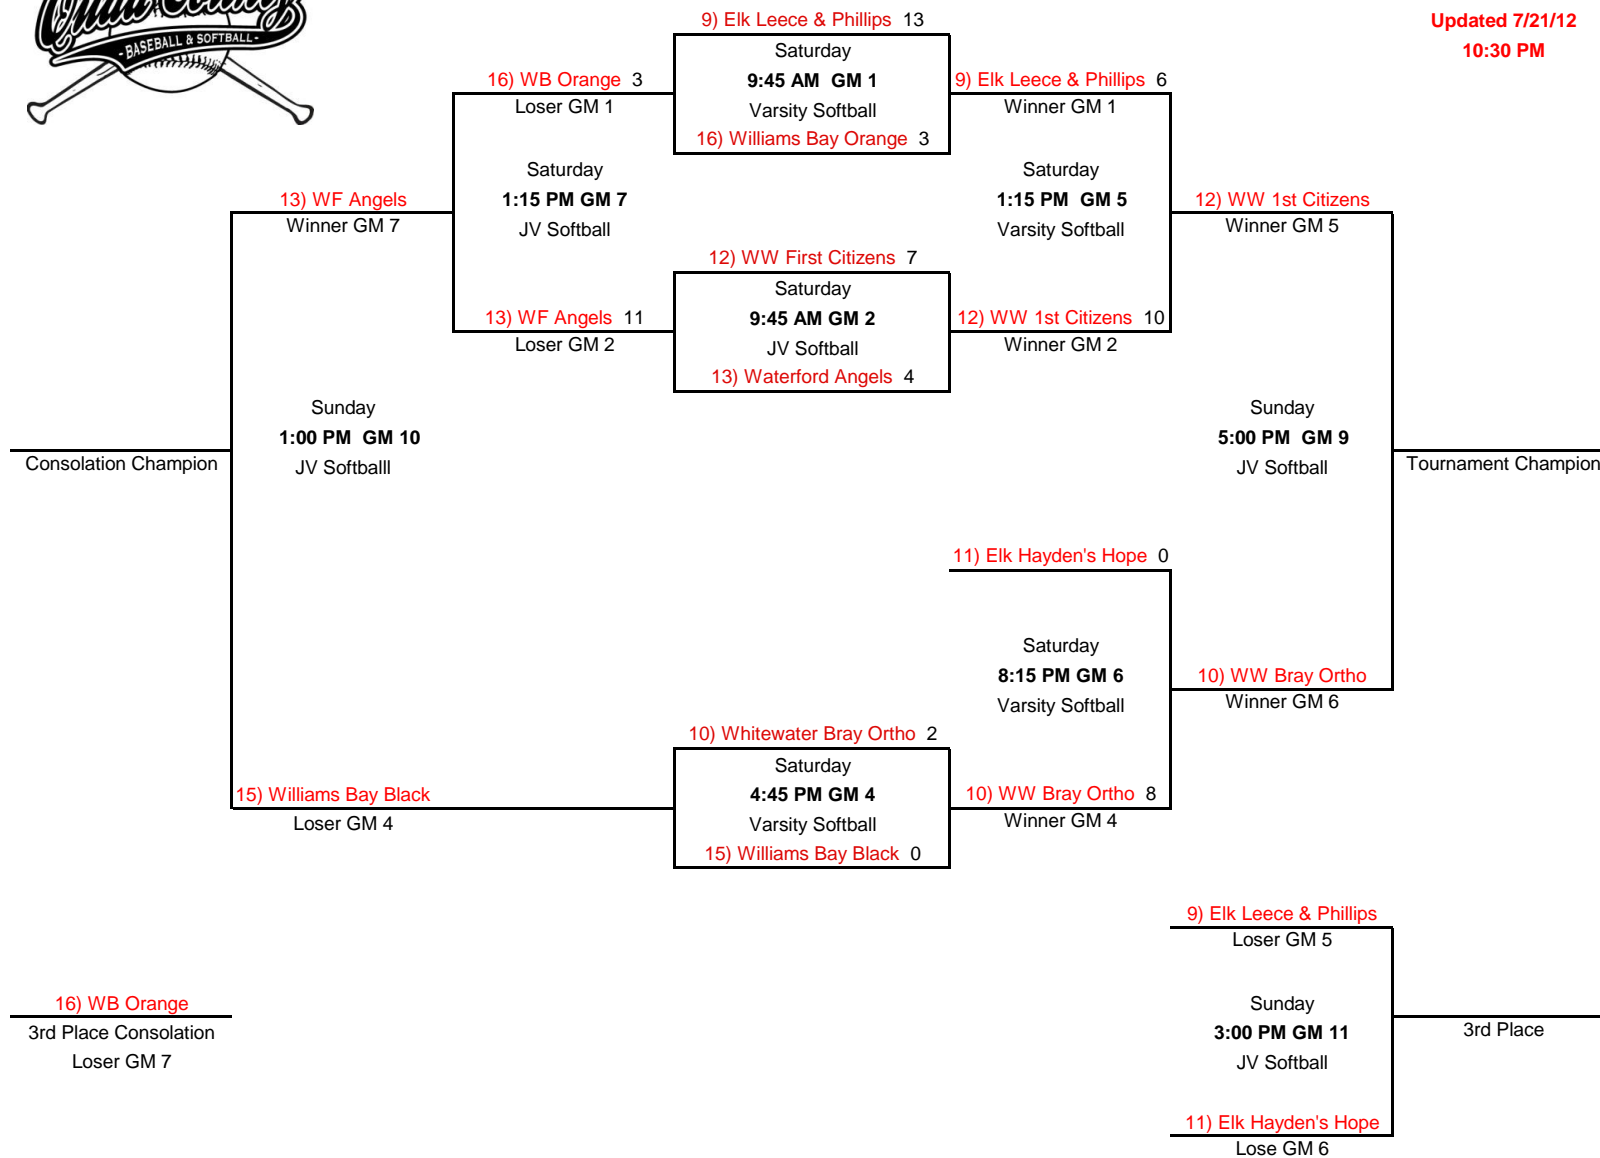 - BASEBALL & SOFTBALL -
Updated 7/21/12
10:30 PM
9) Elk Leece & Phillips 13
Saturday
9:45 AM GM 1
Varsity Softball
16) Williams Bay Orange 3
16) WB Orange 3
Loser GM 1
9) Elk Leece & Phillips 6
Winner GM 1
Saturday
1:15 PM GM 7
JV Softball
Saturday
1:15 PM GM 5
Varsity Softball
13) WF Angels
Winner GM 7
12) WW 1st Citizens
Winner GM 5
12) WW First Citizens 7
Saturday
9:45 AM GM 2
JV Softball
13) Waterford Angels 4
13) WF Angels 11
Loser GM 2
12) WW 1st Citizens 10
Winner GM 2
Sunday
1:00 PM GM 10
JV Softballl
Sunday
5:00 PM GM 9
JV Softball
Consolation Champion
Tournament Champion
11) Elk Hayden's Hope 0
Saturday
8:15 PM GM 6
Varsity Softball
10) WW Bray Ortho
Winner GM 6
10) Whitewater Bray Ortho 2
Saturday
4:45 PM GM 4
Varsity Softball
15) Williams Bay Black 0
15) Williams Bay Black
Loser GM 4
10) WW Bray Ortho 8
Winner GM 4
9) Elk Leece & Phillips
Loser GM 5
16) WB Orange
3rd Place Consolation
Loser GM 7
Sunday
3:00 PM GM 11
JV Softball
3rd Place
11) Elk Hayden's Hope
Lose GM 6